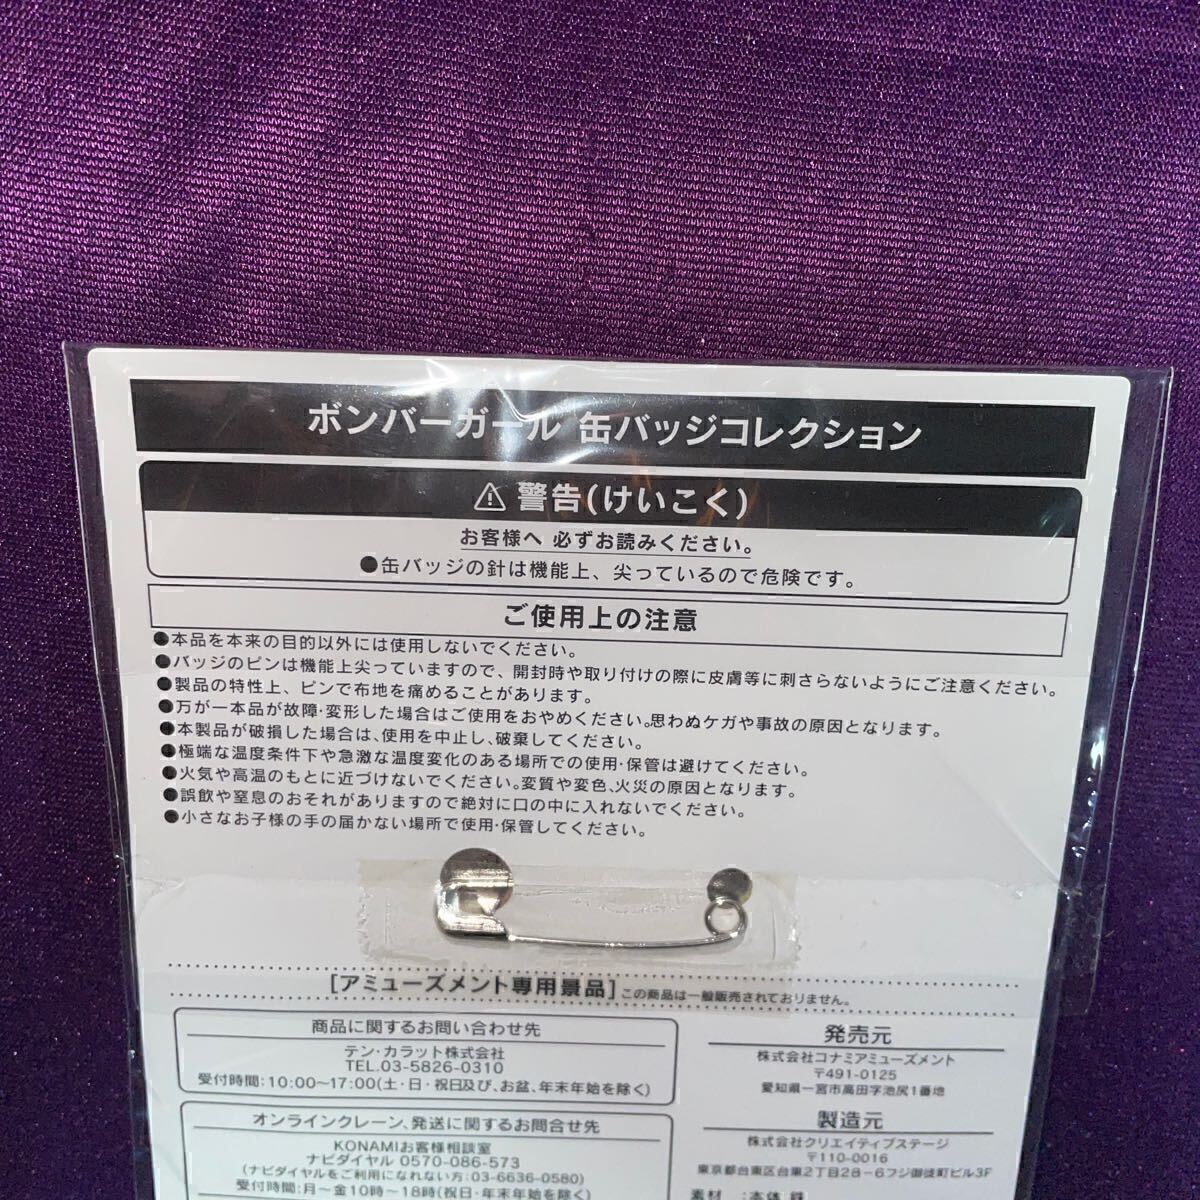 ボンバーガール 缶バッジコレクション
⚠ 警告(けいこく)
お客様へ 必ずお読みください。
●缶バッジの針は機能上、尖っているので危険です。
ご使用上の注意
●本品を本来の目的以外には使用しないでください。
●バッジのピンは機能上尖っていますので、開封時や取り付けの際に皮膚等に刺さらないようにご注意ください。
●製品の特性上、ピンで布地を痛めることがあります。
●万が一本品が故障・変形した場合はご使用をおやめください。思わぬケガや事故の原因となります。
●本製品が破損した場合は、使用を中止し、破棄してください。
●極端な温度条件下や急激な温度変化のある場所での使用・保管は避けてください。
●火気や高温のもとに近づけないでください。変質や変色、火災の原因となります。
●誤飲や窒息のおそれがありますので絶対に口の中に入れないでください。
●小さなお子様の手の届かない場所で使用・保管してください。
[アミューズメント専用景品] この商品は一般販売されておりません。
商品に関するお問い合わせ先
テン・カラット株式会社
TEL.03-5826-0310
受付時間:10:00〜17:00(土・日・祝日及び、お盆、年末年始を除く)
オンラインクレーン、発送に関するお問合せ先
KONAMIお客様相談室
ナビダイヤル 0570-086-573
(ナビダイヤルをご利用になれない方:03-6636-0580)
受付時間:月〜金10時〜18時(祝日・年末年始を除く)
発売元
株式会社コナミアミューズメント
〒491-0125
愛知県一宮市高田字池尻1番地
製造元
株式会社クリエイティブステージ
〒110-0016
東京都台東区台東2丁目28-6フジ御徒町ビル3F
素材 :本体 鉄